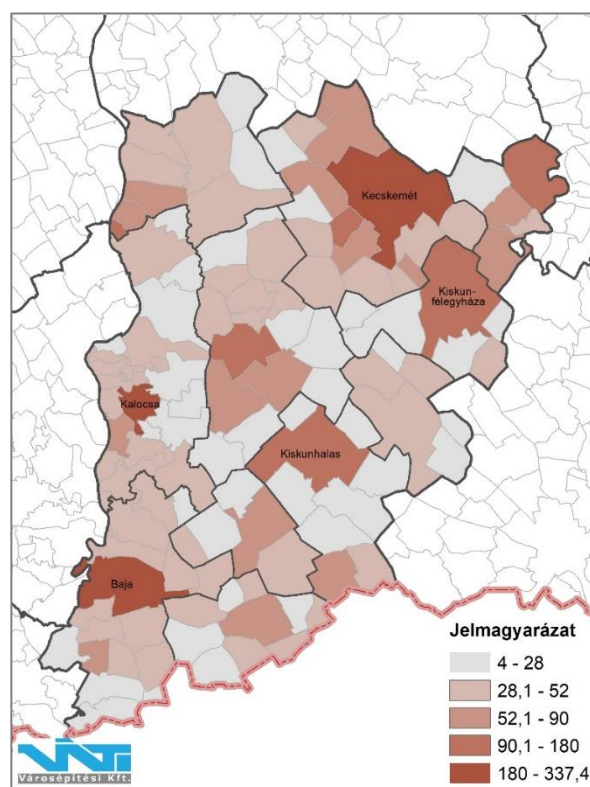 Kecskemét
Kiskun-
félegyháza
Kalocsa
Kiskunhalas
Baja
Jelmagyarázat
4 - 28
28,1 - 52
52,1 - 90
90,1 - 180
180 - 337,4
VÁTI
Városépítési Kft.